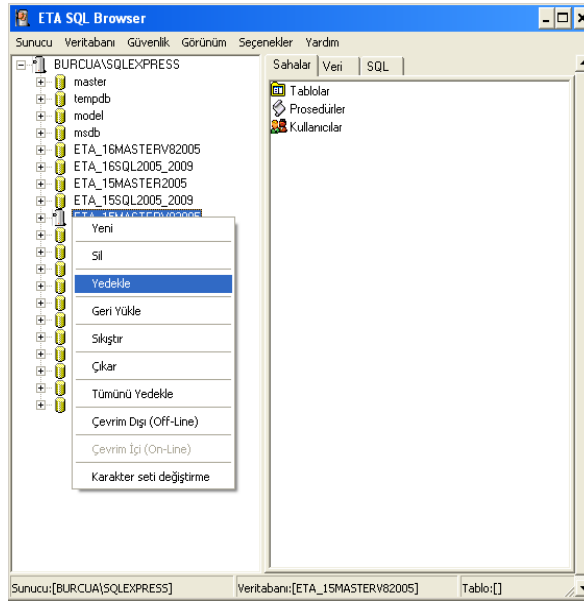 ETA SQL Browser
Sunucu Veritabanı Güvenlik Görünüm Seçenekler Yardım
BURCUA\SQLEXPRESS
master
tempdb
model
msdb
ETA_16MASTERV82005
ETA_16SQL2005_2009
ETA_15MASTER2005
ETA_15SQL2005_2009
ETA_15MASTERV82005
Yeni
Sil
Yedekle
Geri Yükle
Sıkıştır
Çıkar
Tümünü Yedekle
Çevrim Dışı (Off-Line)
Çevrim İçi (On-Line)
Karakter seti değiştirme
Sahalar Veri SQL
Tablolar
Prosedürler
Kullanıcılar
Sunucu:[BURCUA\SQLEXPRESS] Veritabanı:[ETA_15MASTERV82005] Tablo:[]